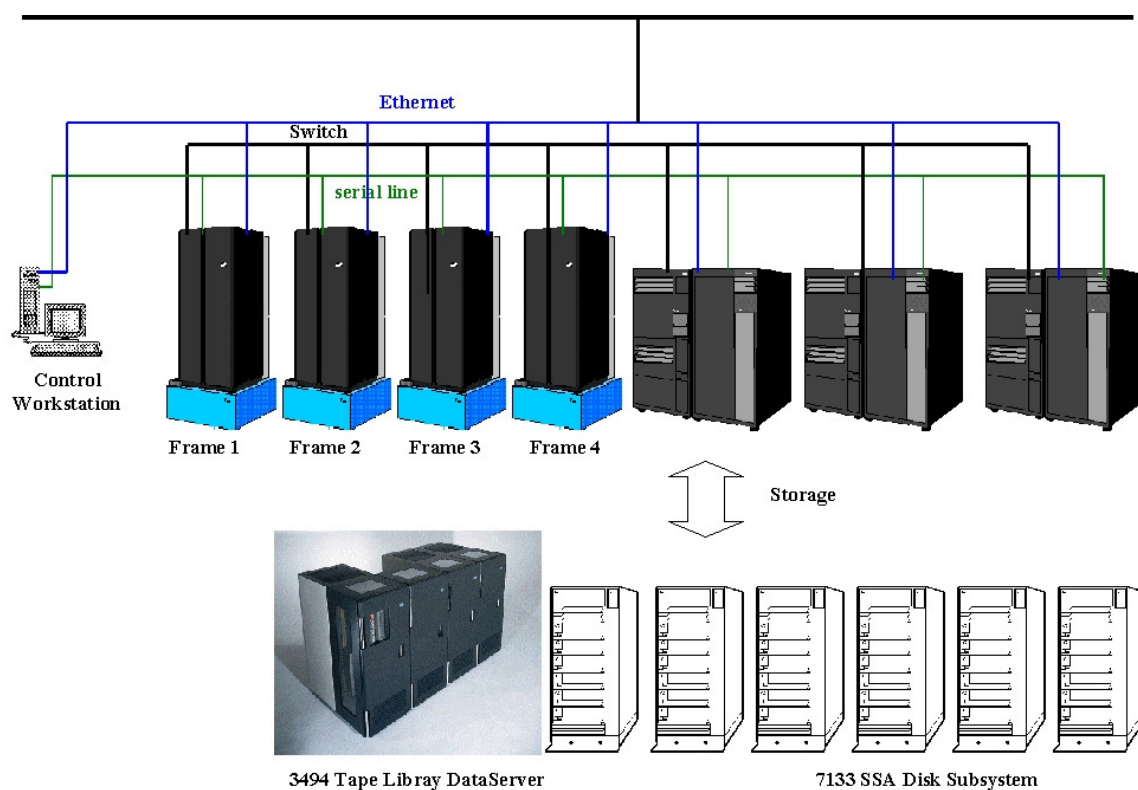 Ethernet
Switch
serial line
Control
Workstation
Frame 1
Frame 2
Frame 3
Frame 4
Storage
3494 Tape Libray DataServer
7133 SSA Disk Subsystem